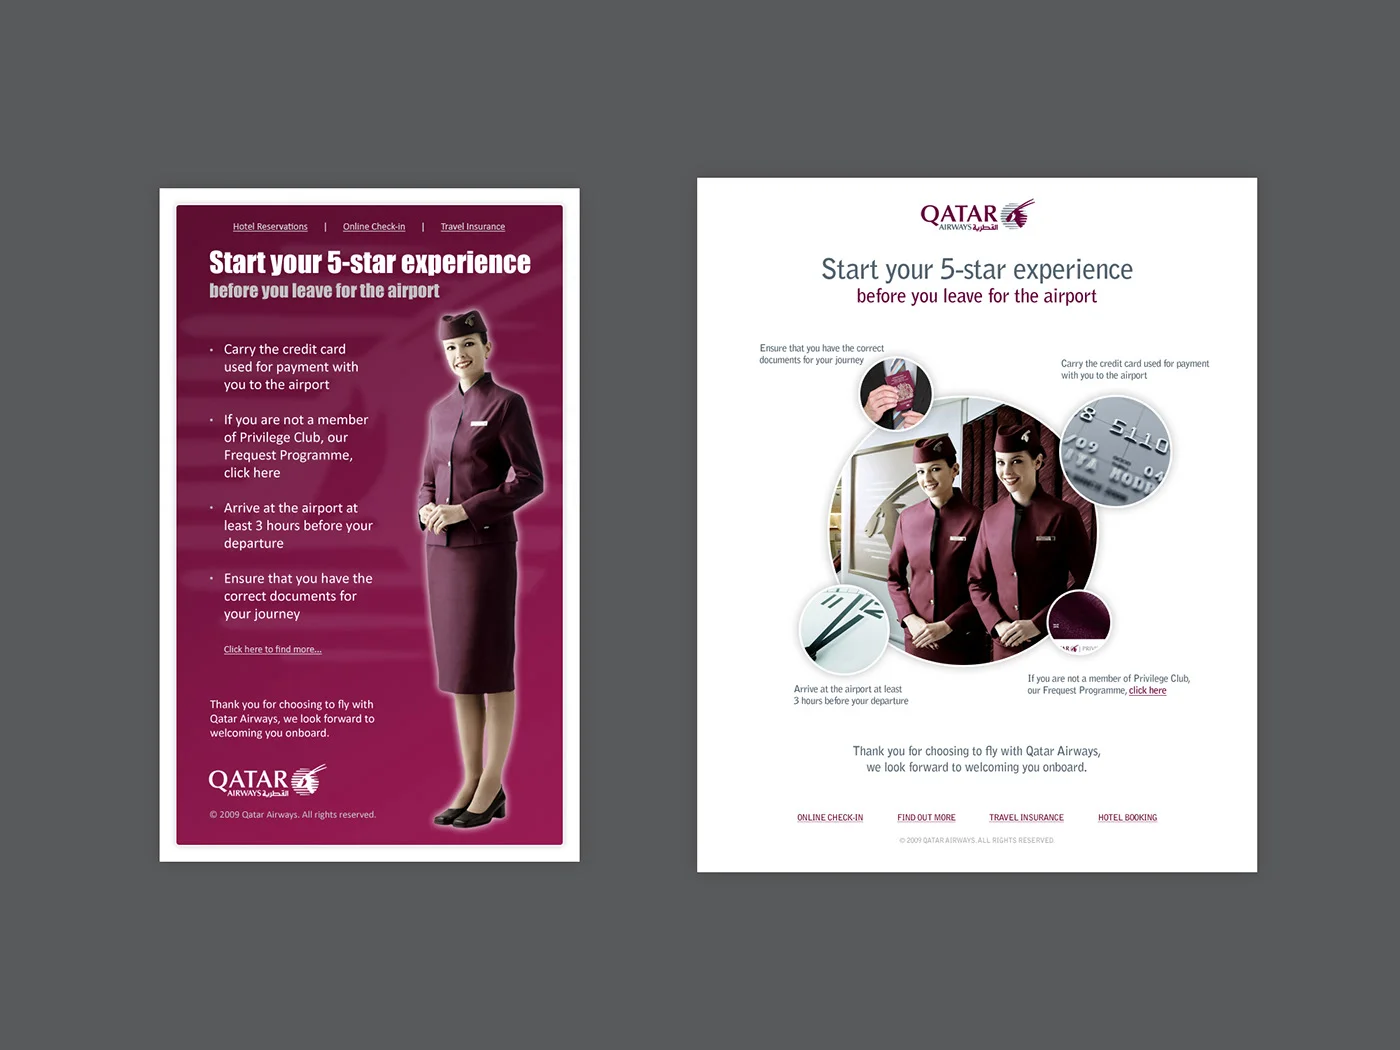 Hotel Reservations | Online Check-in | Travel Insurance
Start your 5-star experience
before you leave for the airport
• Carry the credit card
used for payment with
you to the airport
• If you are not a member
of Privilege Club, our
Frequest Programme,
click here
• Arrive at the airport at
least 3 hours before your
departure
• Ensure that you have the
correct documents for
your journey
Click here to find more...
Thank you for choosing to fly with
Qatar Airways, we look forward to
welcoming you onboard.
QATAR
AIRWAYS القطرية
© 2009 Qatar Airways. All rights reserved.
QATAR
AIRWAYS القطرية
Start your 5-star experience
before you leave for the airport
Ensure that you have the correct
documents for your journey
Carry the credit card used for payment
with you to the airport
8 5110
/09
04
12
Arrive at the airport at least
3 hours before your departure
If you are not a member of Privilege Club,
our Frequest Programme, click here
Thank you for choosing to fly with Qatar Airways,
we look forward to welcoming you onboard.
ONLINE CHECK-IN FIND OUT MORE TRAVEL INSURANCE HOTEL BOOKING
© 2009 QATAR AIRWAYS. ALL RIGHTS RESERVED.